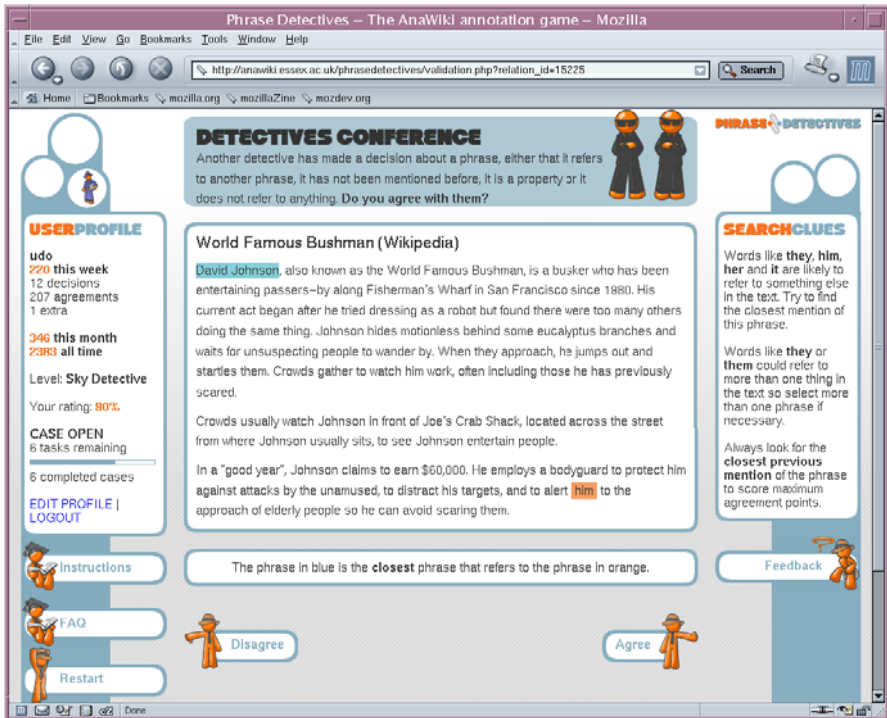 Phrase Detectives – The AnaWiki annotation game – Mozilla
File Edit View Go Bookmarks Tools Window Help
http://anawiki.essex.ac.uk/phrasedetectives/validation.php?relation_id=15225
Search
Home Bookmarks mozilla.org mozillaZine mozdev.org
DETECTIVES CONFERENCE
Another detective has made a decision about a phrase, either that it refers
to another phrase, it has not been mentioned before, it is a property or it
does not refer to anything. Do you agree with them?
PHRASE DETECTIVES
USERPROFILE
udo
220 this week
12 decisions
207 agreements
1 extra
346 this month
2383 all time
Level: Sky Detective
Your rating: 90%
CASE OPEN
6 tasks remaining
6 completed cases
EDIT PROFILE |
LOGOUT
Instructions
FAQ
Restart
World Famous Bushman (Wikipedia)
David Johnson, also known as the World Famous Bushman, is a busker who has been
entertaining passers–by along Fisherman's Wharf in San Francisco since 1980. His
current act began after he tried dressing as a robot but found there were too many others
doing the same thing. Johnson hides motionless behind some eucalyptus branches and
waits for unsuspecting people to wander by. When they approach, he jumps out and
startles them. Crowds gather to watch him work, often including those he has previously
scared.
Crowds usually watch Johnson in front of Joe's Crab Shack, located across the street
from where Johnson usually sits, to see Johnson entertain people.
In a "good year", Johnson claims to earn $60,000. He employs a bodyguard to protect him
against attacks by the unamused, to distract his targets, and to alert him to the
approach of elderly people so he can avoid scaring them.
The phrase in blue is the closest phrase that refers to the phrase in orange.
Disagree
Agree
SEARCHCLUES
Words like they, him,
her and it are likely to
refer to something else
in the text. Try to find
the closest mention of
this phrase.
Words like they or
them could refer to
more than one thing in
the text so select more
than one phrase if
necessary.
Always look for the
closest previous
mention of the phrase
to score maximum
agreement points.
Feedback
Done